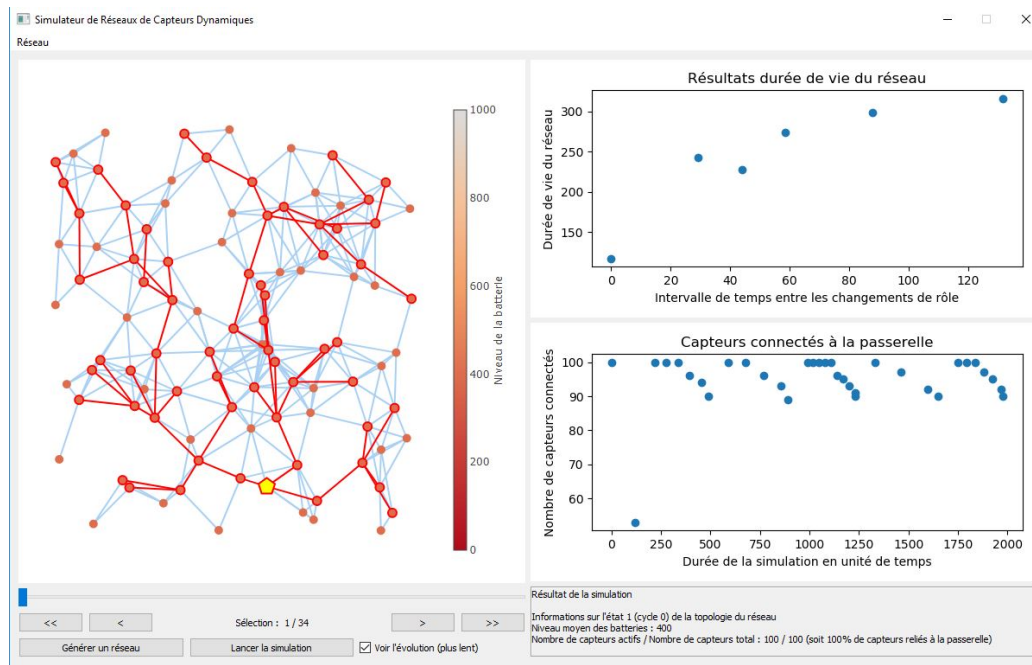 Simulateur de Réseaux de Capteurs Dynamiques
Réseau
1000
800
600
400
200
0
Niveau de la batterie
Résultats durée de vie du réseau
Durée de vie du réseau
300
250
200
150
0 20 40 60 80 100 120
Intervalle de temps entre les changements de rôle
Capteurs connectés à la passerelle
Nombre de capteurs connectés
100
90
80
70
60
0 250 500 750 1000 1250 1500 1750 2000
Durée de la simulation en unité de temps
<< < Sélection : 1 / 34 > >>
Générer un réseau Lancer la simulation Voir l'évolution (plus lent)
Résultat de la simulation
Informations sur l'état 1 (cycle 0) de la topologie du réseau
Niveau moyen des batteries : 400
Nombre de capteurs actifs / Nombre de capteurs total : 100 / 100 (soit 100% de capteurs reliés à la passerelle)